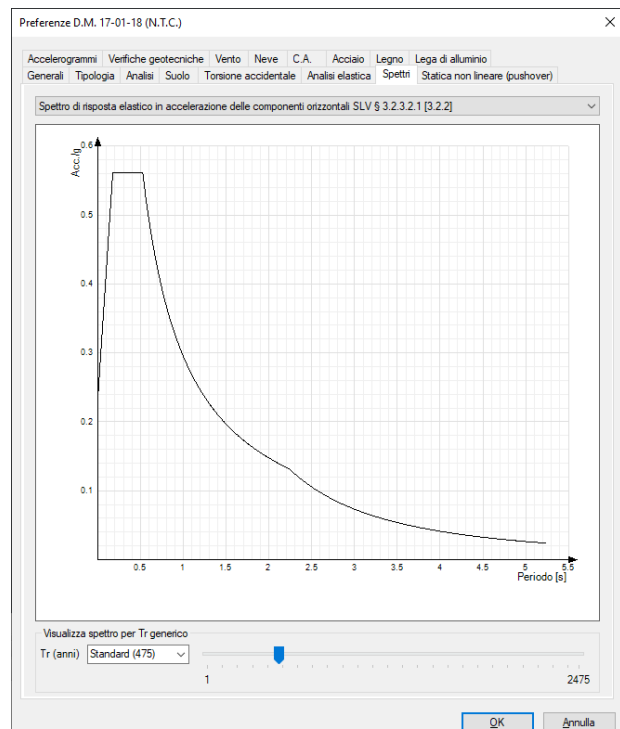 Preferenze D.M. 17-01-18 (N.T.C.)
Accelerogrammi Verifiche geotecniche Vento Neve C.A. Acciaio Legno Lega di alluminio
Generali Tipologia Analisi Suolo Torsione accidentale Analisi elastica Spettri Statica non lineare (pushover)
Spettro di risposta elastico in accelerazione delle componenti orizzontali SLV § 3.2.3.2.1 [3.2.2]
Acc./g
0.6
0.5
0.4
0.3
0.2
0.1
0.5 1 1.5 2 2.5 3 3.5 4 4.5 5 5.5
Periodo [s]
Visualizza spettro per Tr generico
Tr (anni) Standard (475)
1 2475
OK Annulla